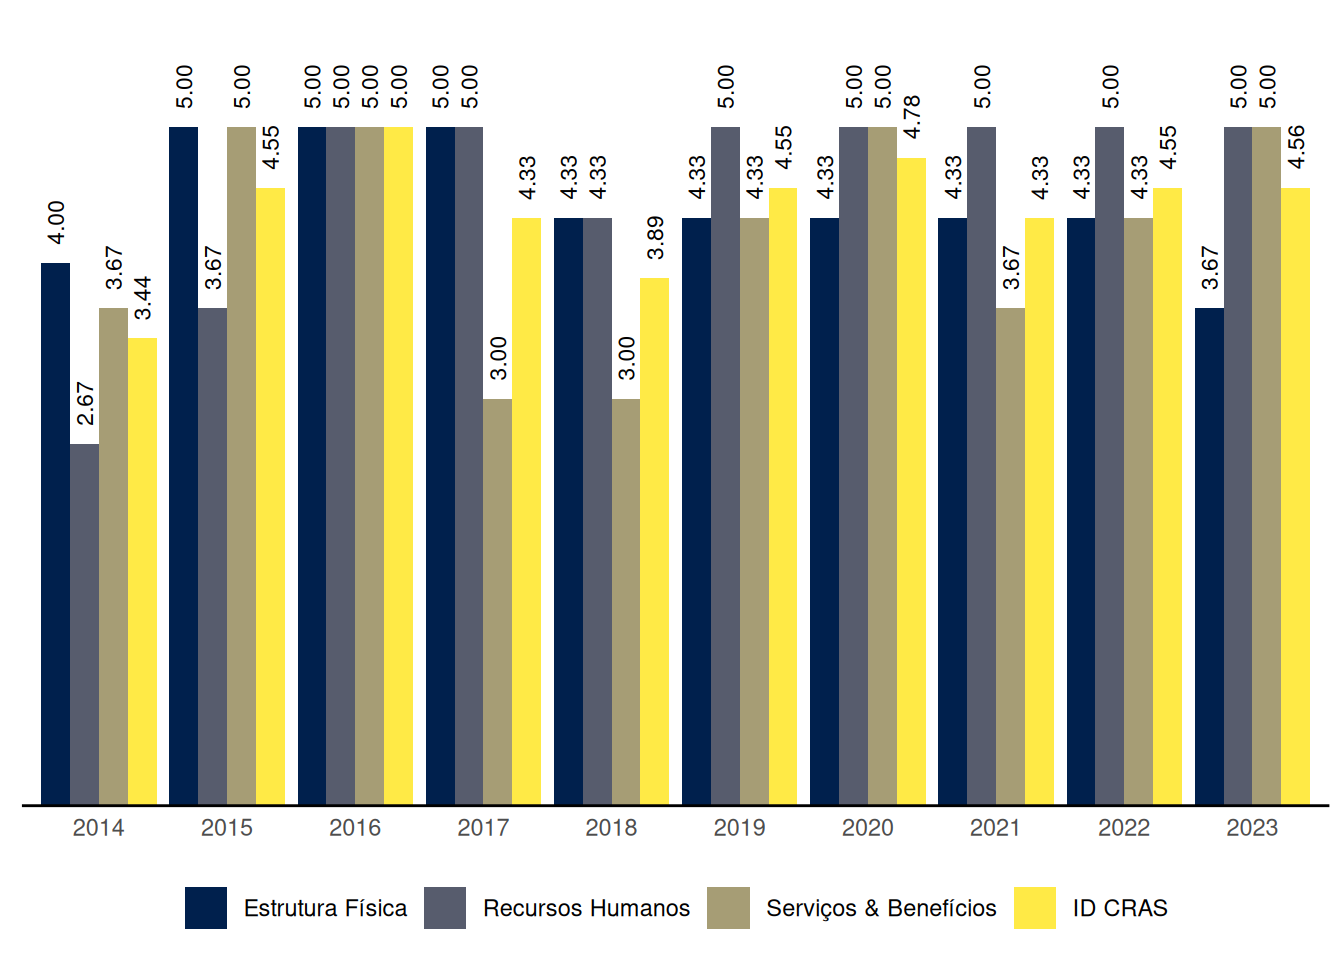 5.00 5.00 5.00 5.00 5.00 5.00 5.00 5.00 5.00 5.00 5.00 5.00 5.00 5.00 5.00
4.78
4.55 4.55 4.55 4.56
4.33 4.33 4.33 4.33 4.33 4.33 4.33 4.33 4.33 4.33
4.00 3.89
3.67 3.67 3.67 3.67
3.44
3.00 3.00
2.67
2014 2015 2016 2017 2018 2019 2020 2021 2022 2023
Estrutura Física Recursos Humanos Serviços & Benefícios ID CRAS